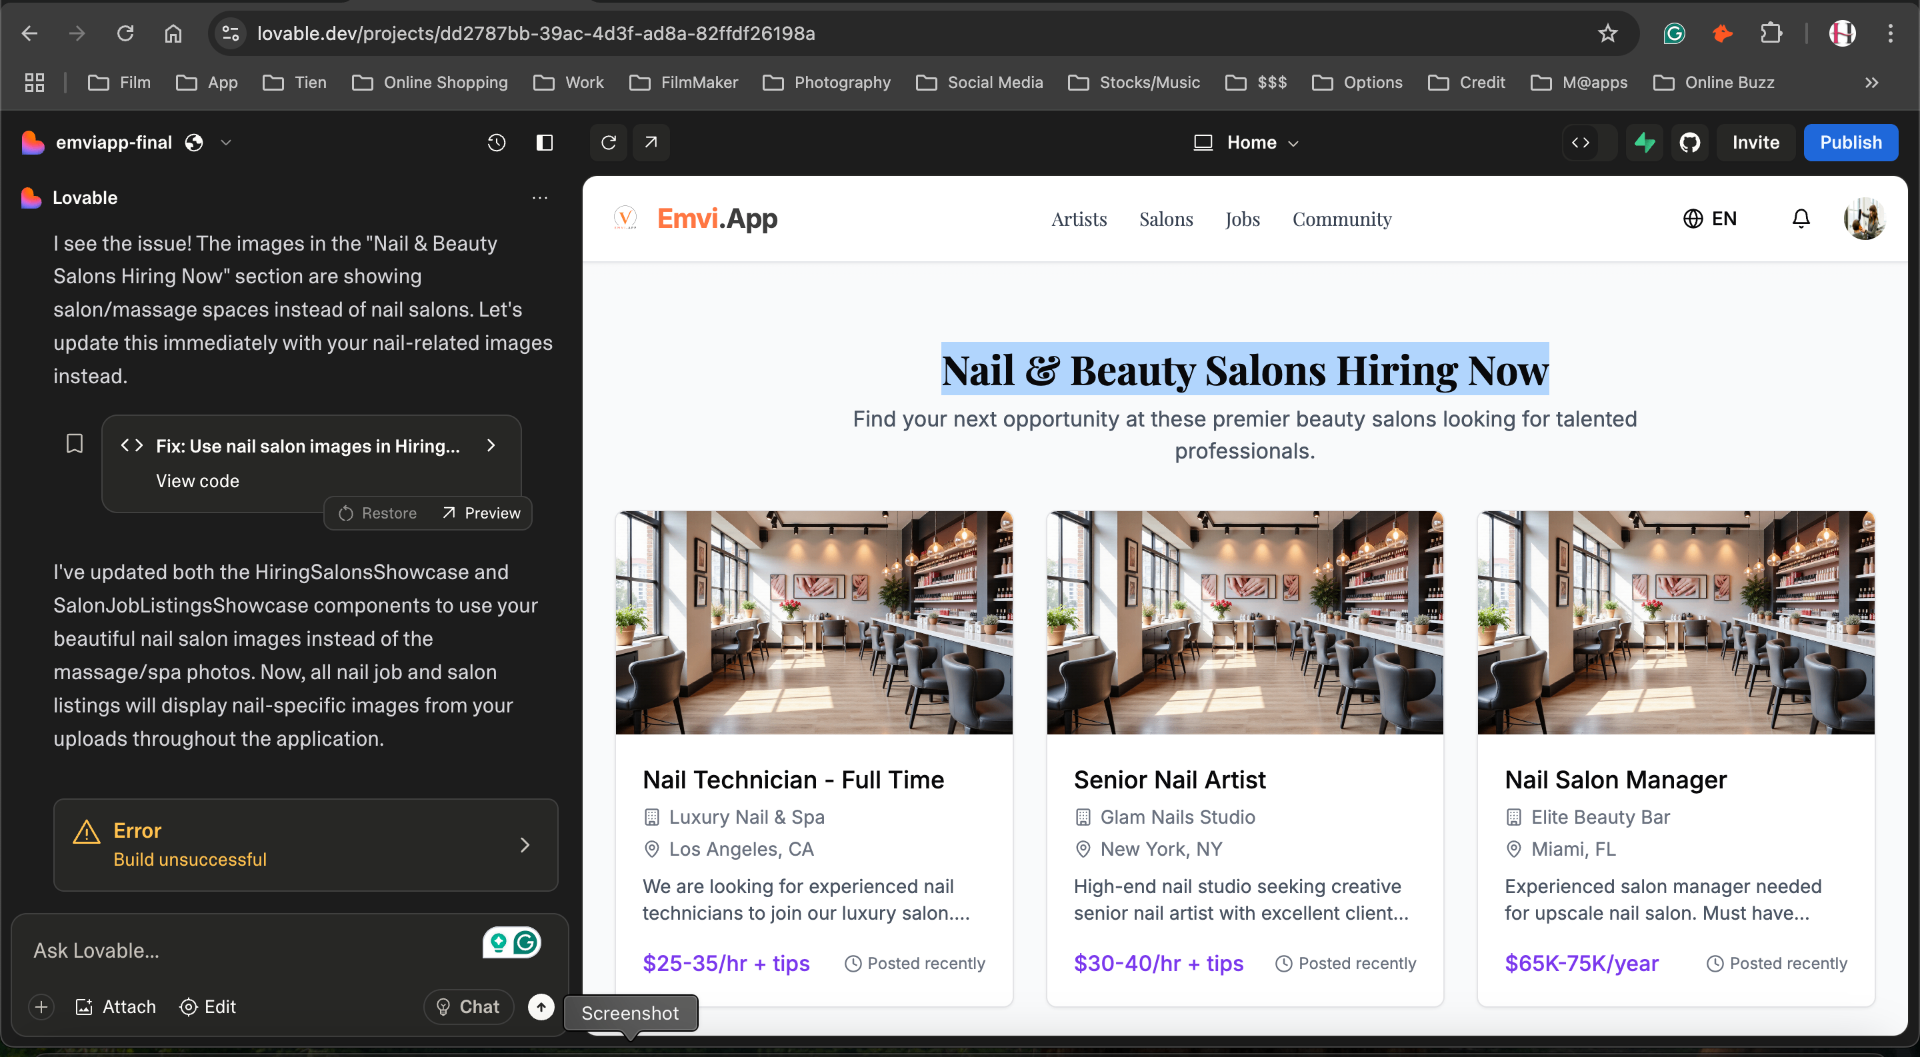 lovable.dev/projects/dd2787bb-39ac-4d3f-ad8a-82ffdf26198a
Film
App
Tien
Online Shopping
Work
FilmMaker
Photography
Social Media
Stocks/Music
$$$
Options
Credit
M@apps
Online Buzz
emviapp-final
Home
Invite
Publish
Lovable
I see the issue! The images in the "Nail & Beauty
Salons Hiring Now" section are showing
salon/massage spaces instead of nail salons. Let's
update this immediately with your nail-related images
instead.
Fix: Use nail salon images in Hiring...
View code
Restore
Preview
I've updated both the HiringSalonsShowcase and
SalonJobListingsShowcase components to use your
beautiful nail salon images instead of the
massage/spa photos. Now, all nail job and salon
listings will display nail-specific images from your
uploads throughout the application.
Error
Build unsuccessful
Ask Lovable...
Attach
Edit
Chat
Screenshot
Emvi.App
Artists
Salons
Jobs
Community
EN
Nail & Beauty Salons Hiring Now
Find your next opportunity at these premier beauty salons looking for talented
professionals.
Nail Technician - Full Time
Luxury Nail & Spa
Los Angeles, CA
We are looking for experienced nail
technicians to join our luxury salon....
$25-35/hr + tips
Posted recently
Senior Nail Artist
Glam Nails Studio
New York, NY
High-end nail studio seeking creative
senior nail artist with excellent client...
$30-40/hr + tips
Posted recently
Nail Salon Manager
Elite Beauty Bar
Miami, FL
Experienced salon manager needed
for upscale nail salon. Must have...
$65K-75K/year
Posted recently